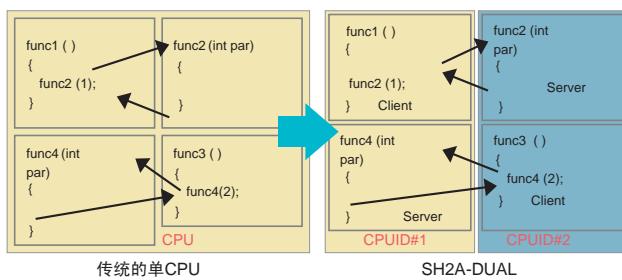 func1 ( )
{
func2 (1);
}
func2 (int par)
{
}
func4 (int
par)
{
}
func3 ( )
{
func4(2);
}
CPU
传统的单CPU
func1 ( )
{
func2 (1);
} Client
func2 (int
par)
{
Server
}
func4 (int
par)
{
} Server
CPUID#1
func3 ( )
{
func4 (2);
} Client
CPUID#2
SH2A-DUAL